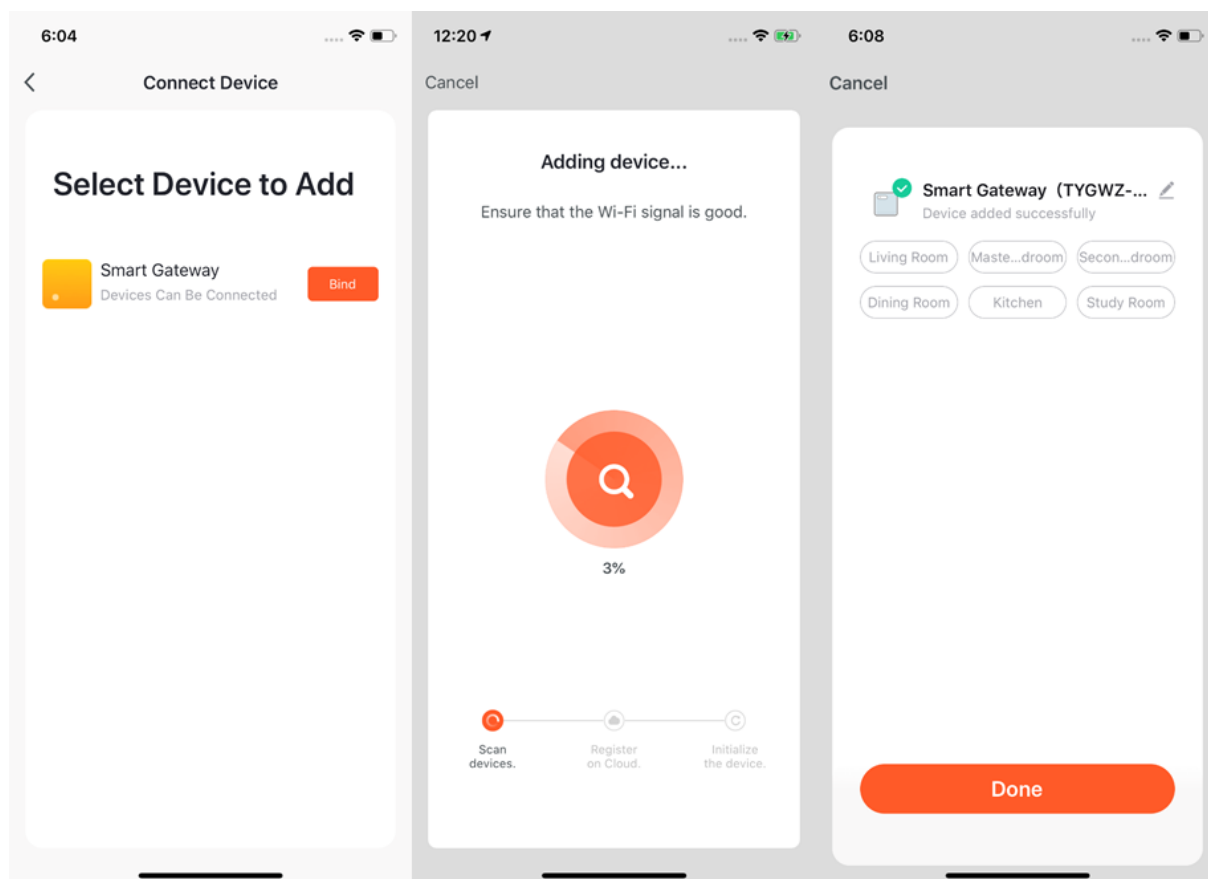 6:04
Connect Device
Select Device to Add
Smart Gateway
Devices Can Be Connected
Bind
12:20
Cancel
Adding device...
Ensure that the Wi-Fi signal is good.
3%
Scan
devices.
Register
on Cloud.
Initialize
the device.
6:08
Cancel
Smart Gateway（TYGWZ-...
Device added successfully
Living Room
Maste...droom
Secon...droom
Dining Room
Kitchen
Study Room
Done